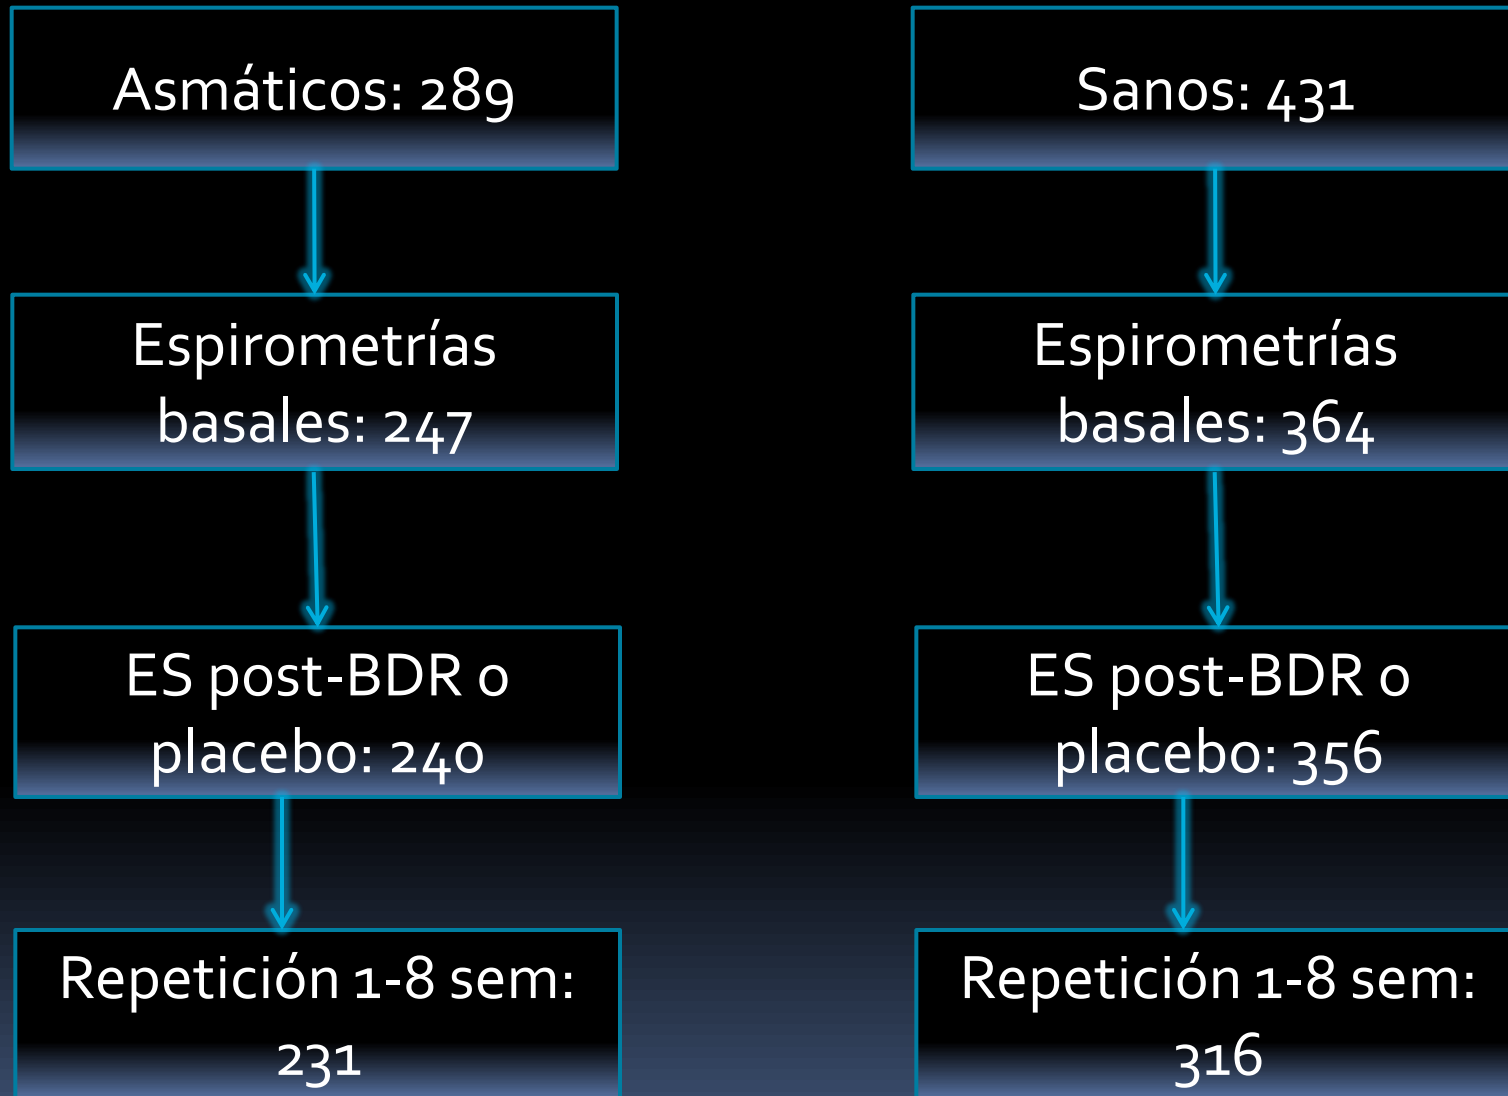 Asmáticos: 289
Sanos: 431
Espirometrías
basales: 247
Espirometrías
basales: 364
ES post-BDR o
placebo: 240
ES post-BDR o
placebo: 356
Repetición 1-8 sem:
231
Repetición 1-8 sem:
316